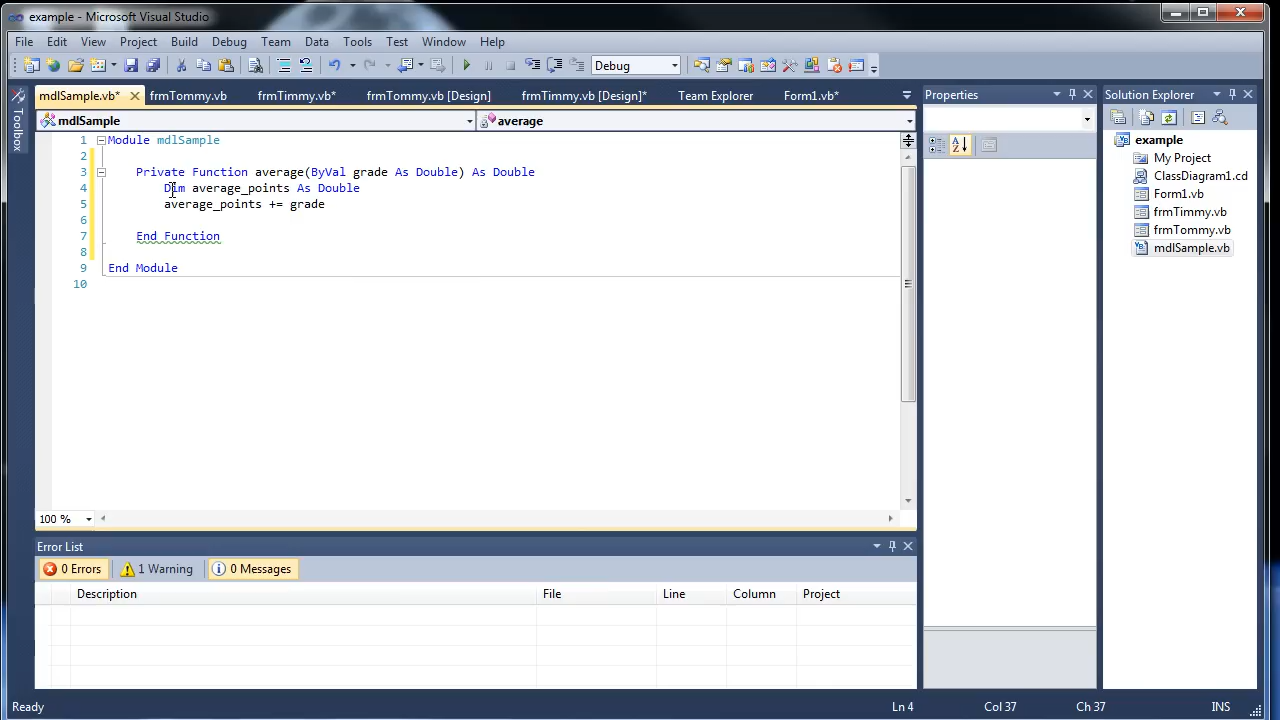 example - Microsoft Visual Studio
File Edit View Project Build Debug Team Data Tools Test Window Help
Debug
mdlSample.vb* frmTommy.vb frmTimmy.vb* frmTommy.vb [Design] frmTimmy.vb [Design]* Team Explorer Form1.vb*
Properties
Solution Explorer
Toolbox
mdlSample average
1 Module mdlSample
2
3 Private Function average(ByVal grade As Double) As Double
4 Dim average_points As Double
5 average_points += grade
6
7 End Function
8
9 End Module
10
example
My Project
ClassDiagram1.cd
Form1.vb
frmTimmy.vb
frmTommy.vb
mdlSample.vb
100 %
Error List
0 Errors 1 Warning 0 Messages
Description File Line Column Project
Ready Ln 4 Col 37 Ch 37 INS